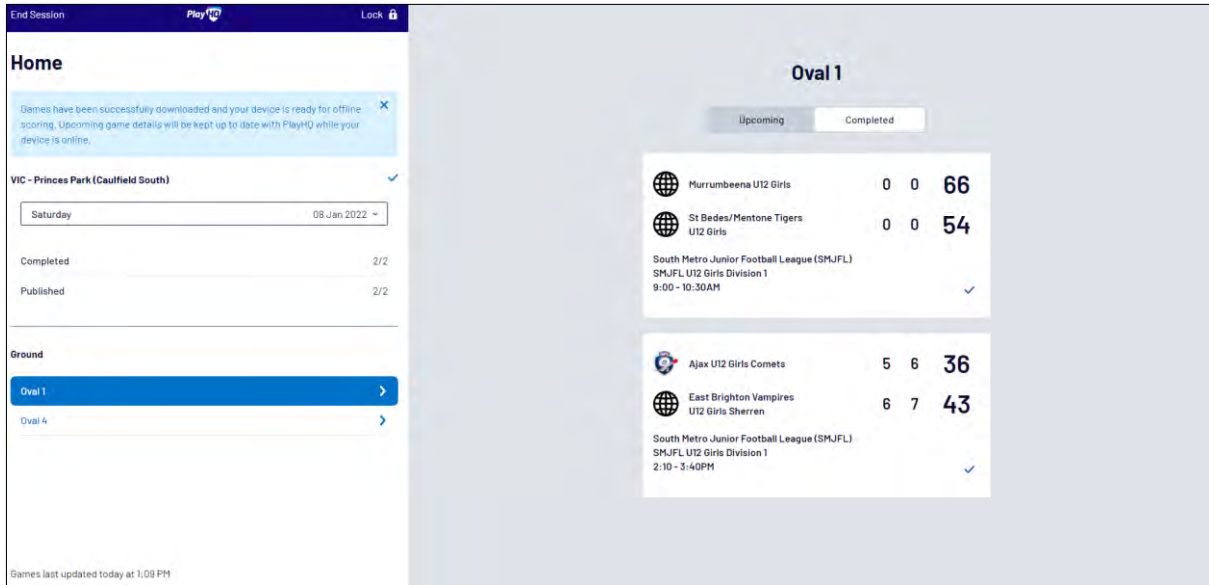 End Session
PlayHQ
Lock
Home
Games have been successfully downloaded and your device is ready for offline
scoring. Upcoming game details will be kept up to date with PlayHQ while your
device is online.
VIC - Princes Park (Caulfield South)
Saturday 08 Jan 2022
Completed 2/2
Published 2/2
Ground
Oval 1
Oval 4
Games last updated today at 1:09 PM
Oval 1
Upcoming Completed
Murrumbeena U12 Girls 0 0 66
St Bedes/Mentone Tigers
U12 Girls 0 0 54
South Metro Junior Football League (SMJFL)
SMJFL U12 Girls Division 1
9:00 - 10:30AM
Ajax U12 Girls Comets 5 6 36
East Brighton Vampires
U12 Girls Sherren 6 7 43
South Metro Junior Football League (SMJFL)
SMJFL U12 Girls Division 1
2:10 - 3:40PM